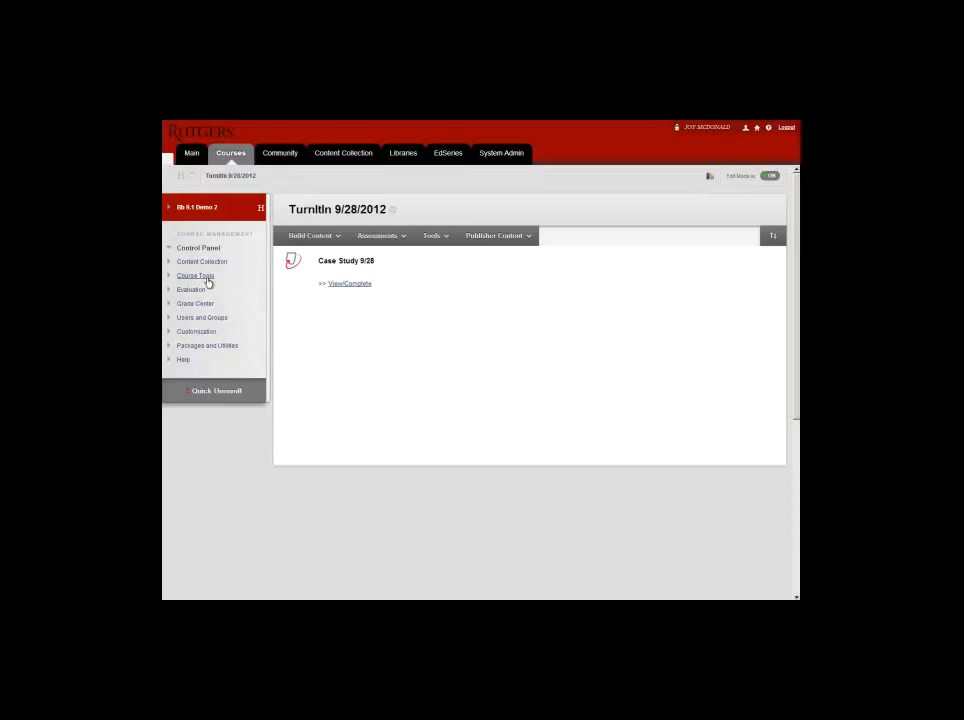 RUTGERS
JOY MCDONALD
Logout
Main
Courses
Community
Content Collection
Libraries
EdSeries
System Admin
TurnItIn 9/28/2012
Edit Mode is:
ON
Bb 9.1 Demo 2
TurnItIn 9/28/2012
COURSE MANAGEMENT
Control Panel
Content Collection
Course Tools
Evaluation
Grade Center
Users and Groups
Customization
Packages and Utilities
Help
Quick Unenroll
Build Content
Assessments
Tools
Publisher Content
Case Study 9/28
>> View/Complete